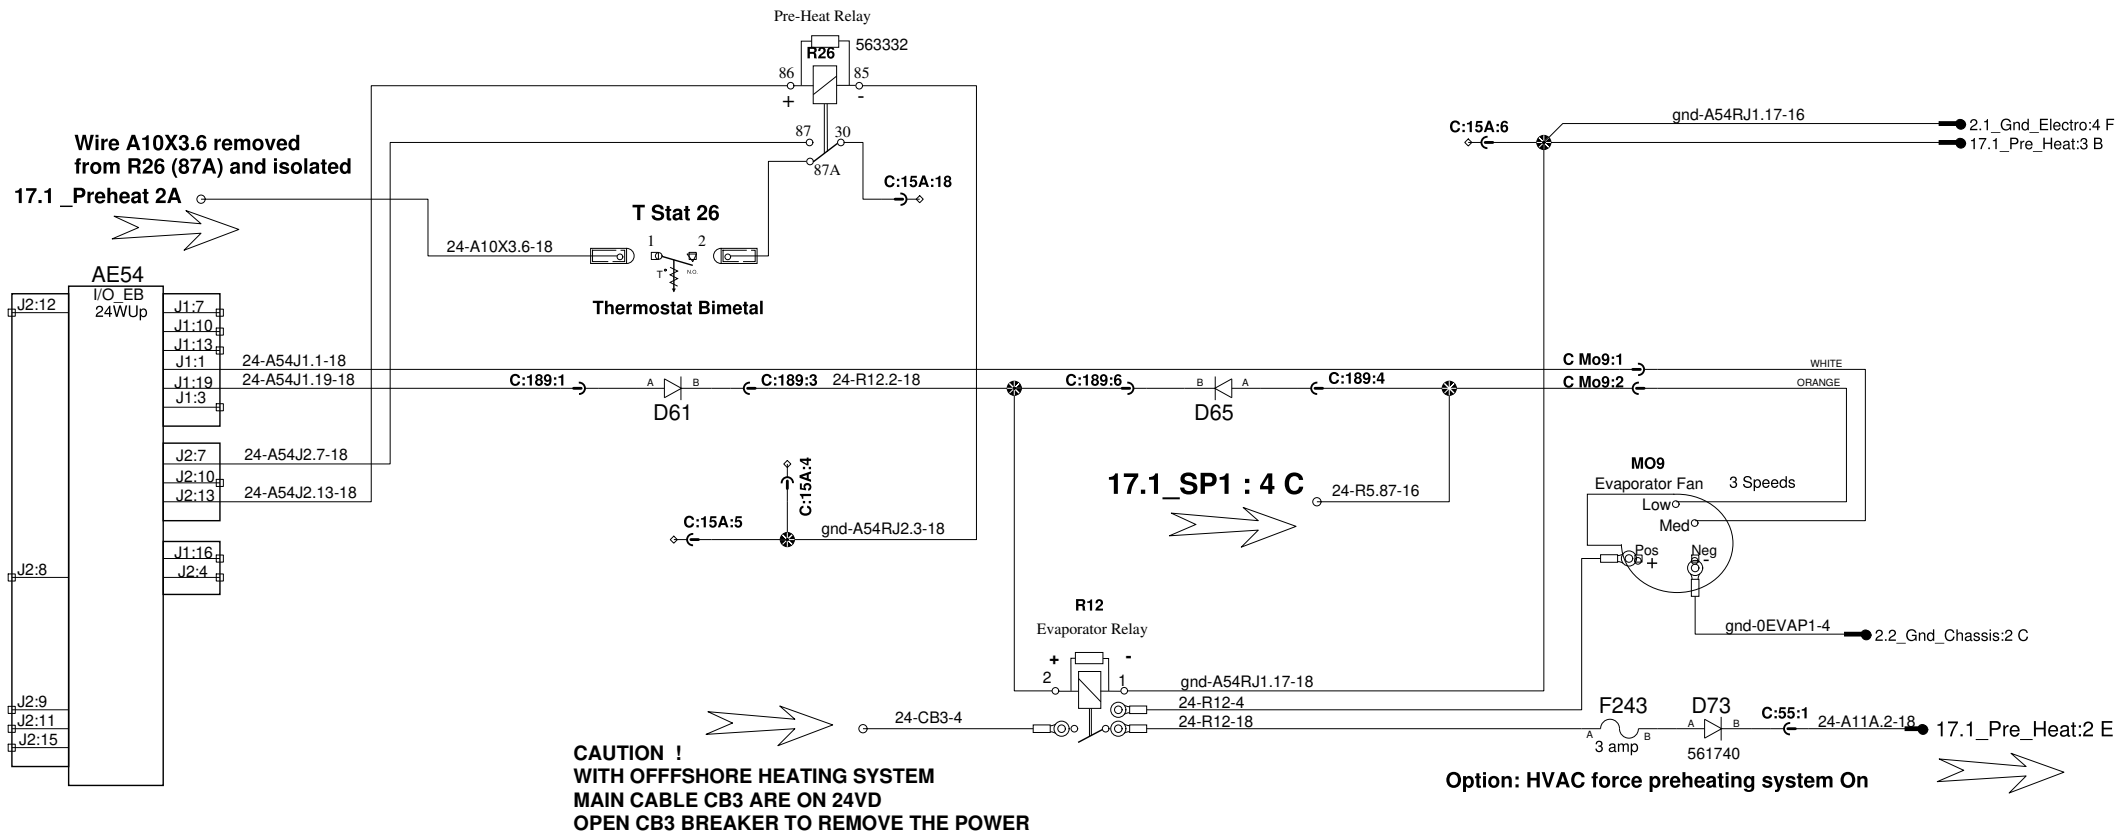 Pre-Heat Relay
R26
563332
86
85
+
-
87
30
87A
C:15A:18
Wire A10X3.6 removed
from R26 (87A) and isolated
17.1 _Preheat 2A
T Stat 26
24-A10X3.6-18
1
2
T°
N.O.
Thermostat Bimetal
gnd-A54RJ1.17-16
C:15A:6
2.1_Gnd_Electro:4 F
17.1_Pre_Heat:3 B
AE54
I/O_EB
24WUp
J2:12
J1:7
J1:10
J1:13
J1:1
24-A54J1.1-18
J1:19
24-A54J1.19-18
J1:3
C:189:1
A
B
D61
C:189:3
24-R12.2-18
C:189:6
B
A
D65
C:189:4
C Mo9:1
WHITE
C Mo9:2
ORANGE
J2:7
24-A54J2.7-18
J2:10
J2:13
24-A54J2.13-18
C:15A:4
C:15A:5
gnd-A54RJ2.3-18
17.1_SP1 : 4 C
24-R5.87-16
MO9
Evaporator Fan
3 Speeds
Low
Med
Pos
+
Neg
-
J1:16
J2:4
J2:8
gnd-0EVAP1-4
2.2_Gnd_Chassis:2 C
R12
Evaporator Relay
+
-
2
1
gnd-A54RJ1.17-18
24-R12-4
24-CB3-4
24-R12-18
F243
A
B
3 amp
D73
A
B
561740
C:55:1
24-A11A.2-18
17.1_Pre_Heat:2 E
J2:9
J2:11
J2:15
CAUTION !
WITH OFFFSHORE HEATING SYSTEM
MAIN CABLE CB3 ARE ON 24VD
OPEN CB3 BREAKER TO REMOVE THE POWER
Option: HVAC force preheating system On